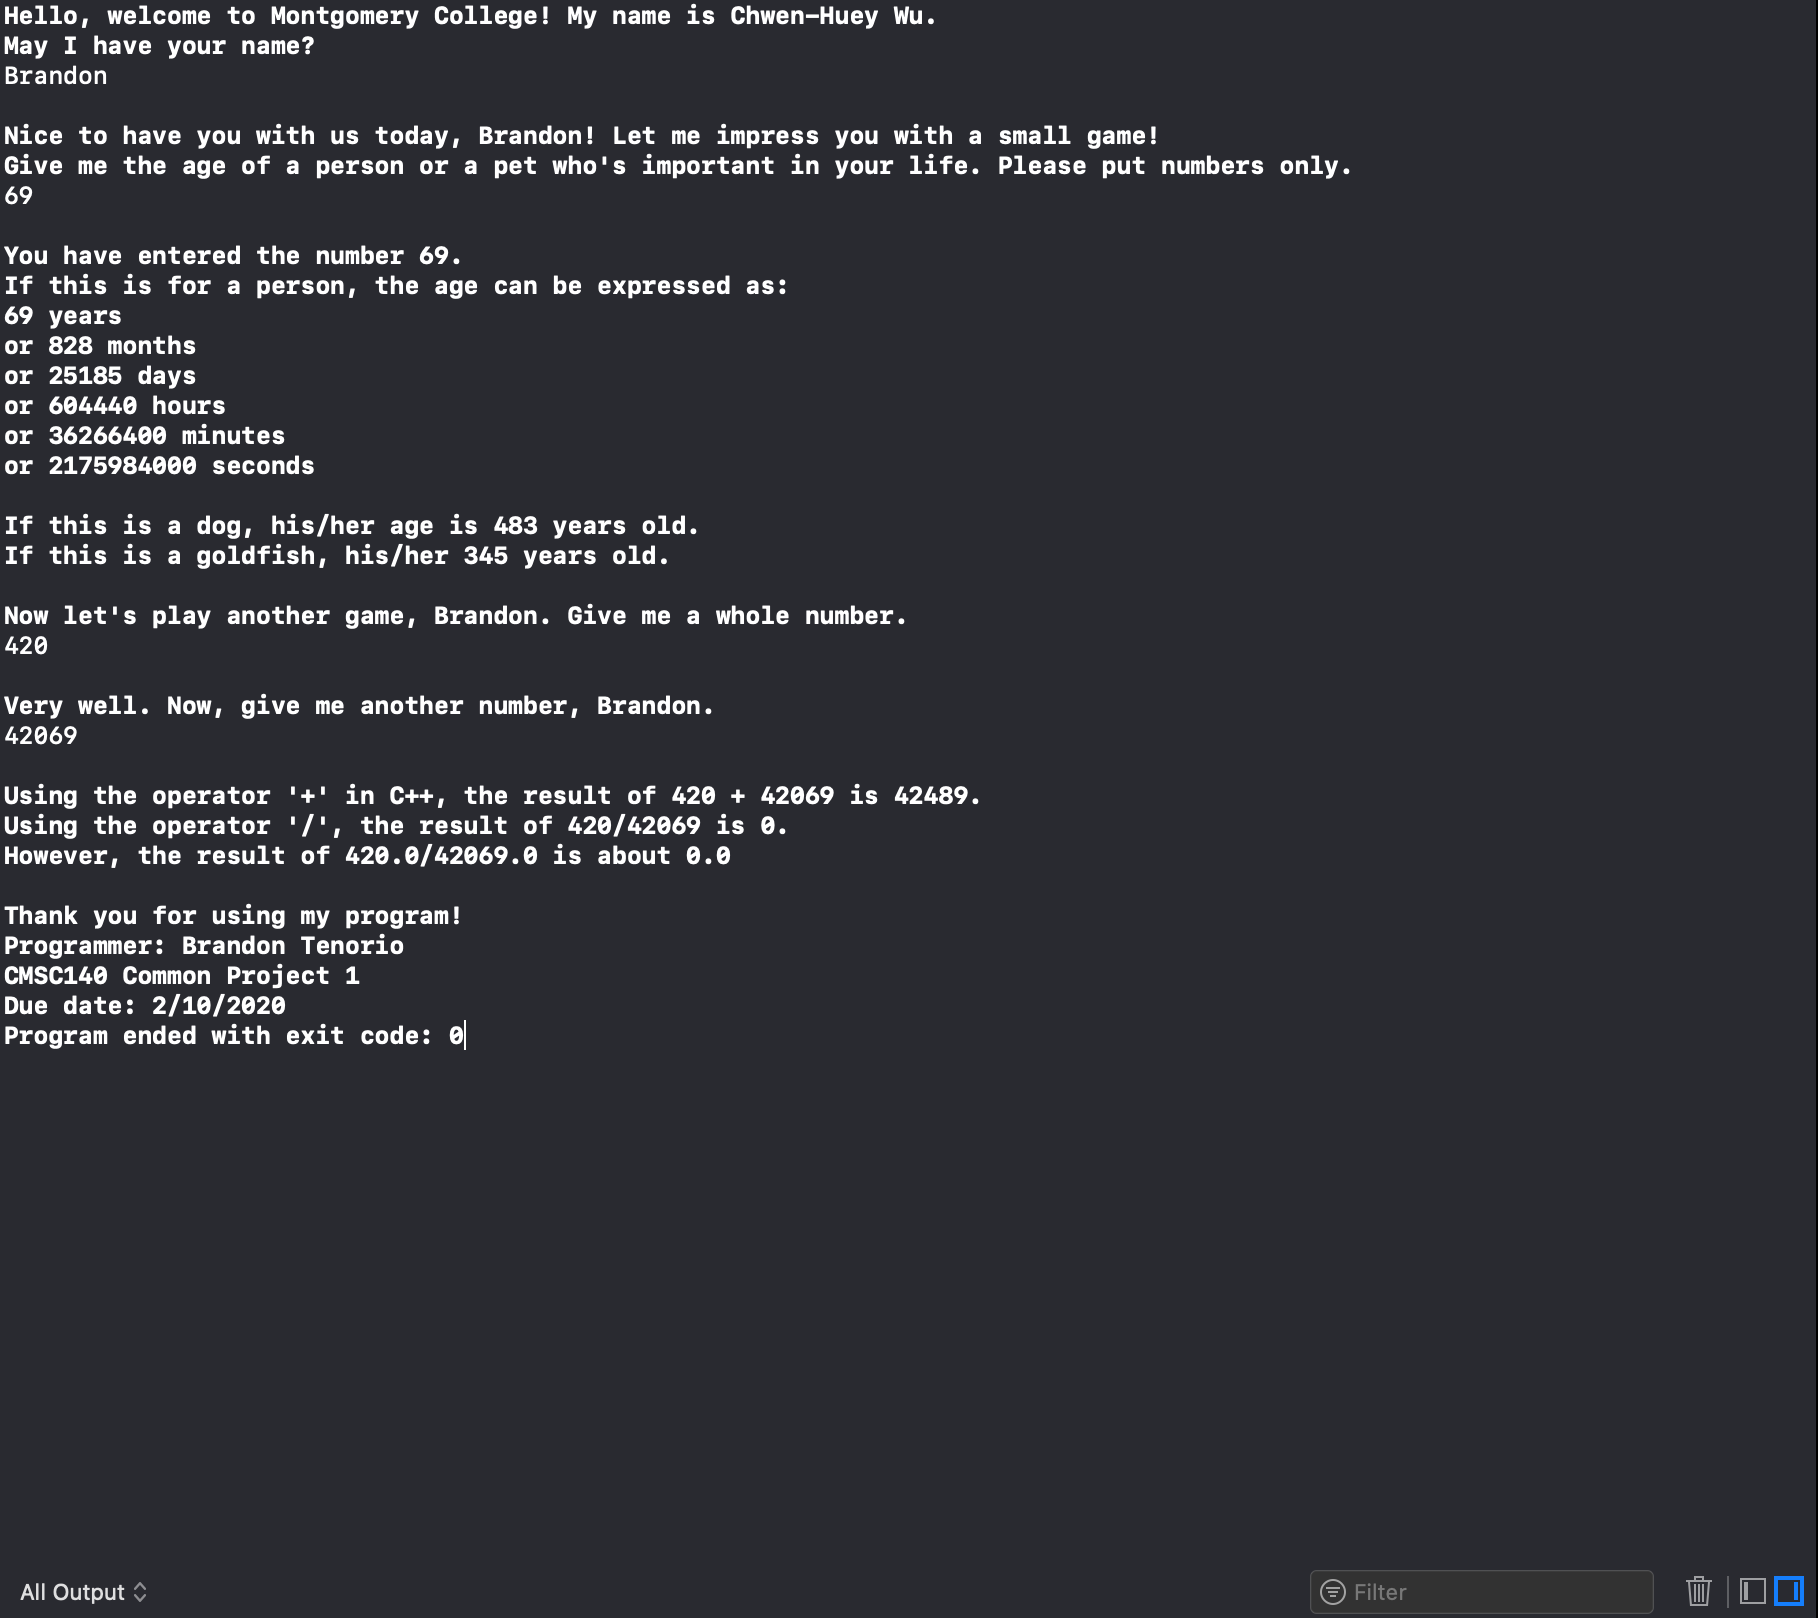 Hello, welcome to Montgomery College! My name is Chwen-Huey Wu.
May I have your name?
Brandon
Nice to have you with us today, Brandon! Let me impress you with a small game!
Give me the age of a person or a pet who's important in your life. Please put numbers only.
69
You have entered the number 69.
If this is for a person, the age can be expressed as:
69 years
or 828 months
or 25185 days
or 604440 hours
or 36266400 minutes
or 2175984000 seconds
If this is a dog, his/her age is 483 years old.
If this is a goldfish, his/her 345 years old.
Now let's play another game, Brandon. Give me a whole number.
420
Very well. Now, give me another number, Brandon.
42069
Using the operator '+' in C++, the result of 420 + 42069 is 42489.
Using the operator '/', the result of 420/42069 is 0.
However, the result of 420.0/42069.0 is about 0.0
Thank you for using my program!
Programmer: Brandon Tenorio
CMSC140 Common Project 1
Due date: 2/10/2020
Program ended with exit code: 0
All Output
Filter